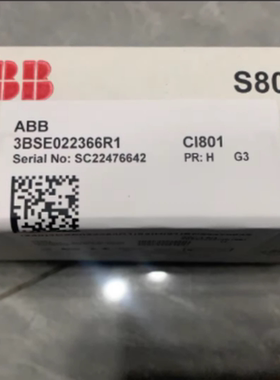 ABB
S80
ABB
3BSE022366R1 CI801
Serial No: SC22476642 PR: H G3